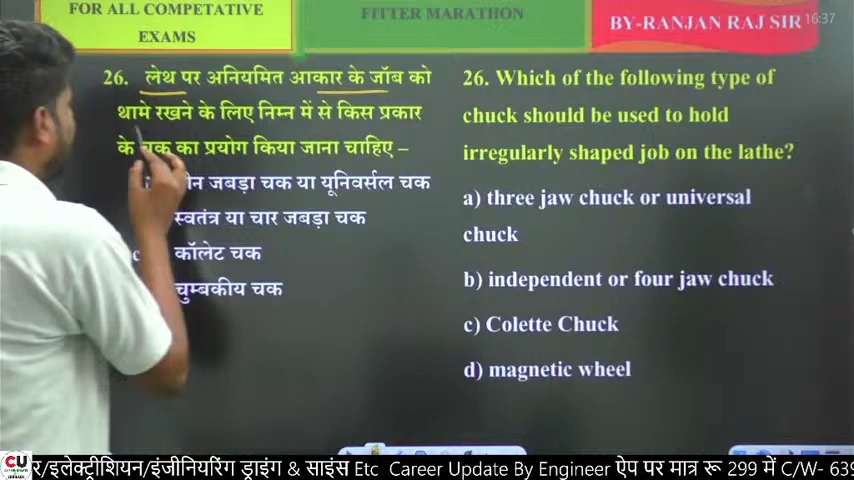 FOR ALL COMPETATIVE
EXAMS
FITTER MARATHON
BY-RANJAN RAJ SIR
16:37
26. लेथ पर अनियमित आकार के जॉब को
थामे रखने के लिए निम्न में से किस प्रकार
के चक का प्रयोग किया जाना चाहिए –
जबड़ा चक या यूनिवर्सल चक
स्वतंत्र या चार जबड़ा चक
कॉलेट चक
चुम्बकीय चक
26. Which of the following type of
chuck should be used to hold
irregularly shaped job on the lathe?
a) three jaw chuck or universal
chuck
b) independent or four jaw chuck
c) Colette Chuck
d) magnetic wheel
CU
र/इलेक्ट्रीशियन/इंजीनियरिंग ड्राइंग & साइंस Etc Career Update By Engineer ऐप पर मात्र रू 299 में C/W- 639